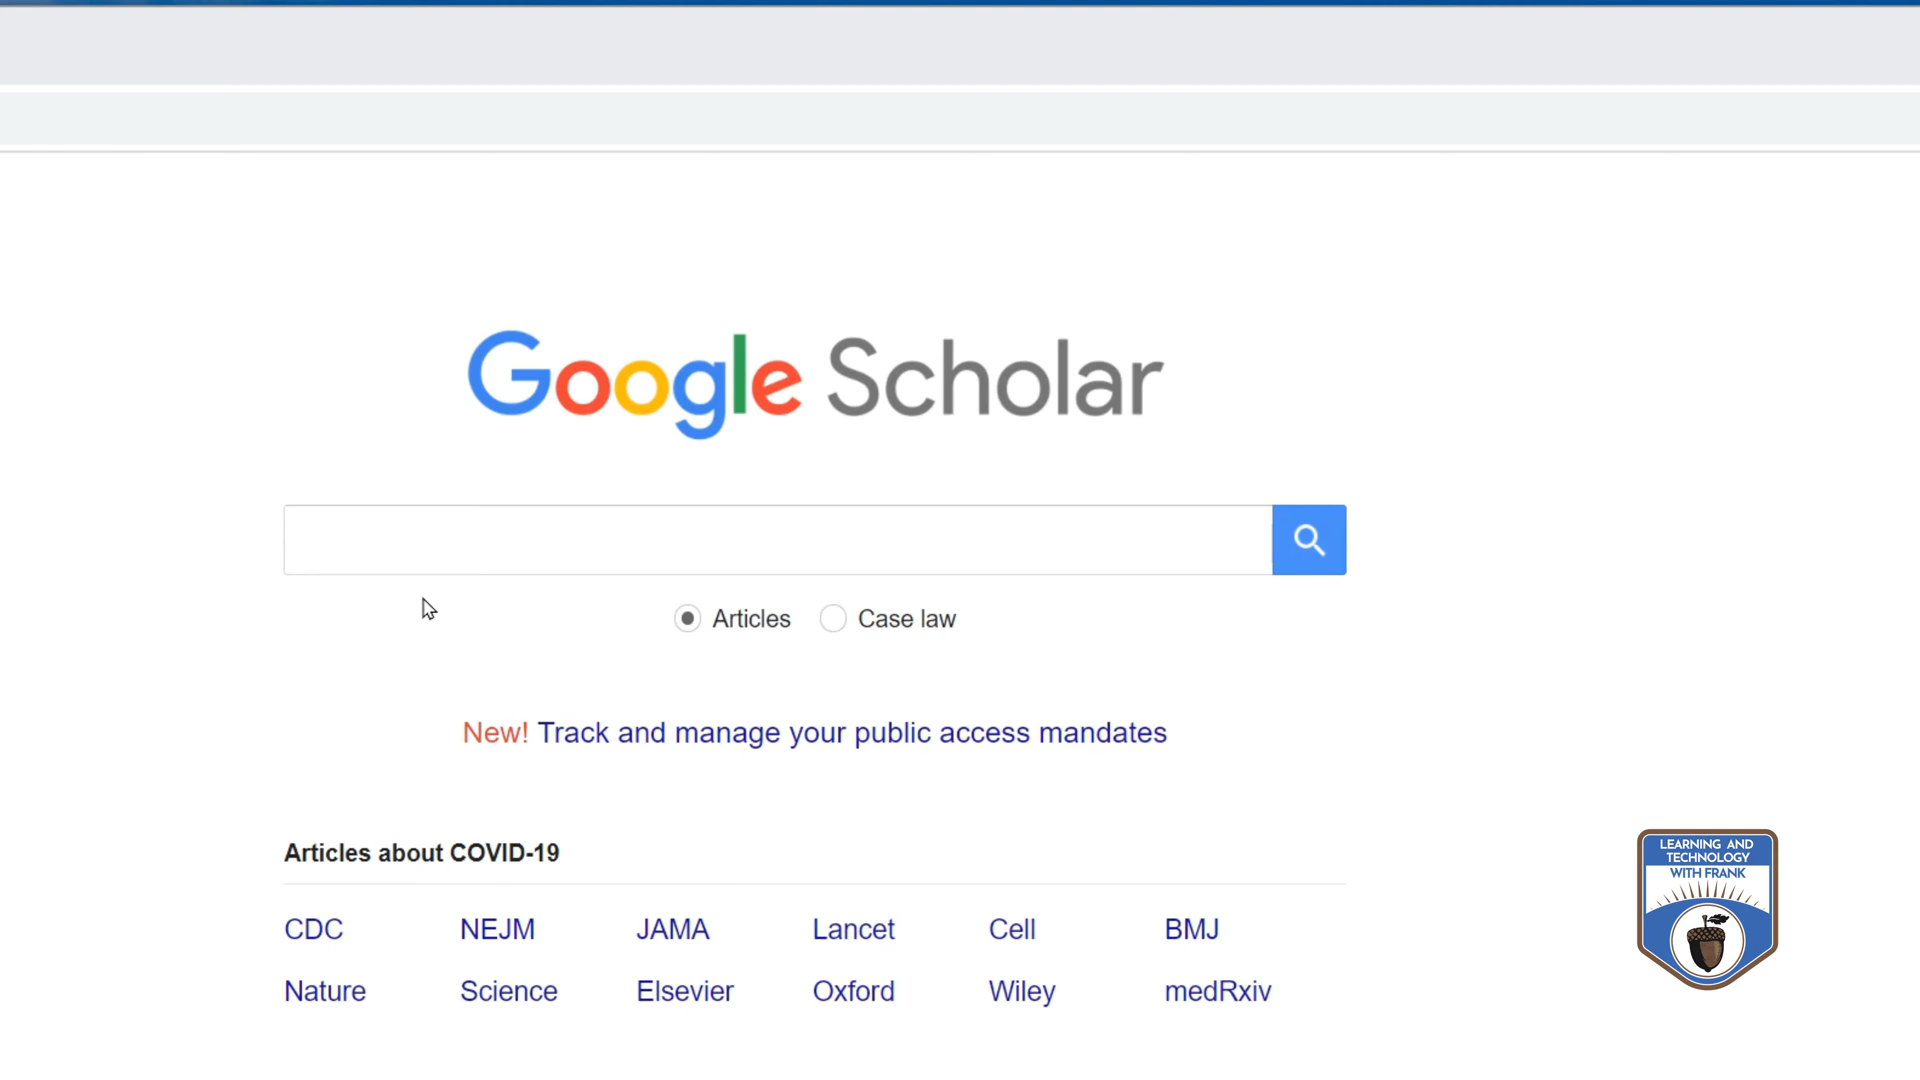 Google Scholar
Articles Case law
New! Track and manage your public access mandates
Articles about COVID-19
CDC NEJM JAMA Lancet Cell BMJ
Nature Science Elsevier Oxford Wiley medRxiv
LEARNING AND
TECHNOLOGY
WITH FRANK